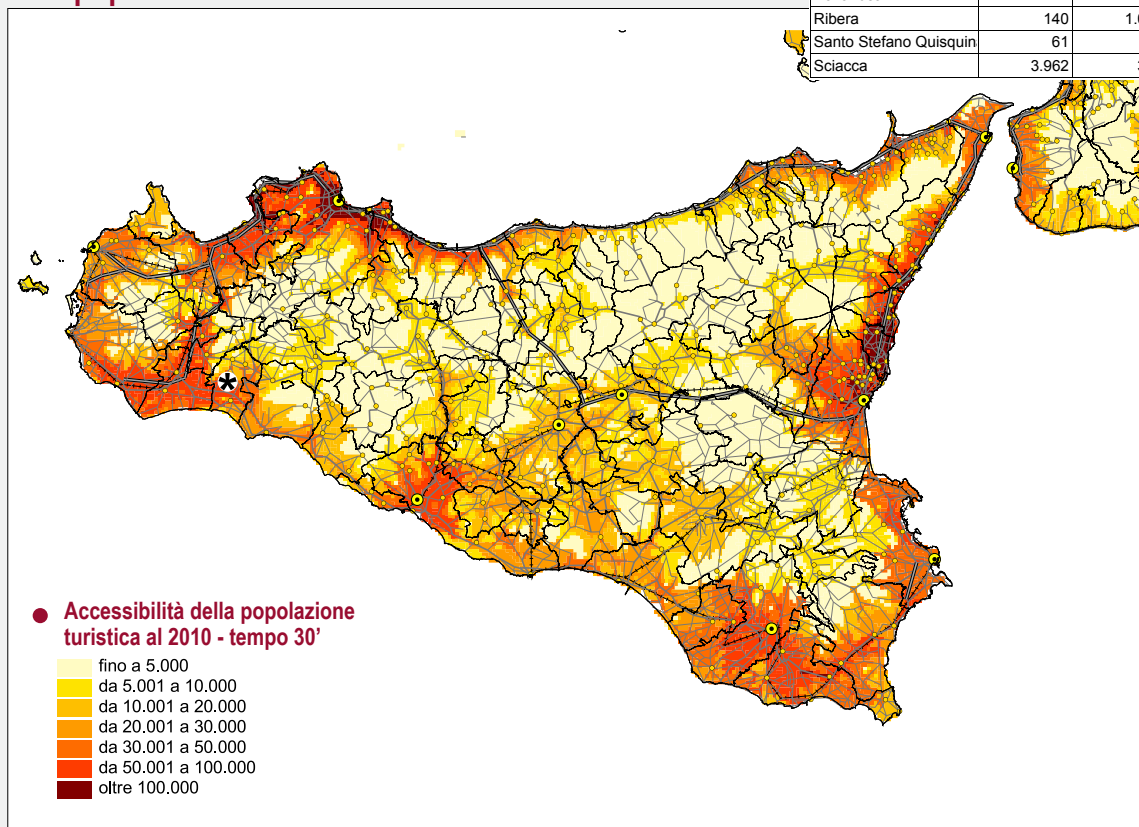 Ribera 140
Santo Stefano Quisquin
Sciacca 3.962
61
Accessibilità della popolazione
turistica al 2010 - tempo 30’
fino a 5.000
da 5.001 a 10.000
da 10.001 a 20.000
da 20.001 a 30.000
da 30.001 a 50.000
da 50.001 a 100.000
oltre 100.000